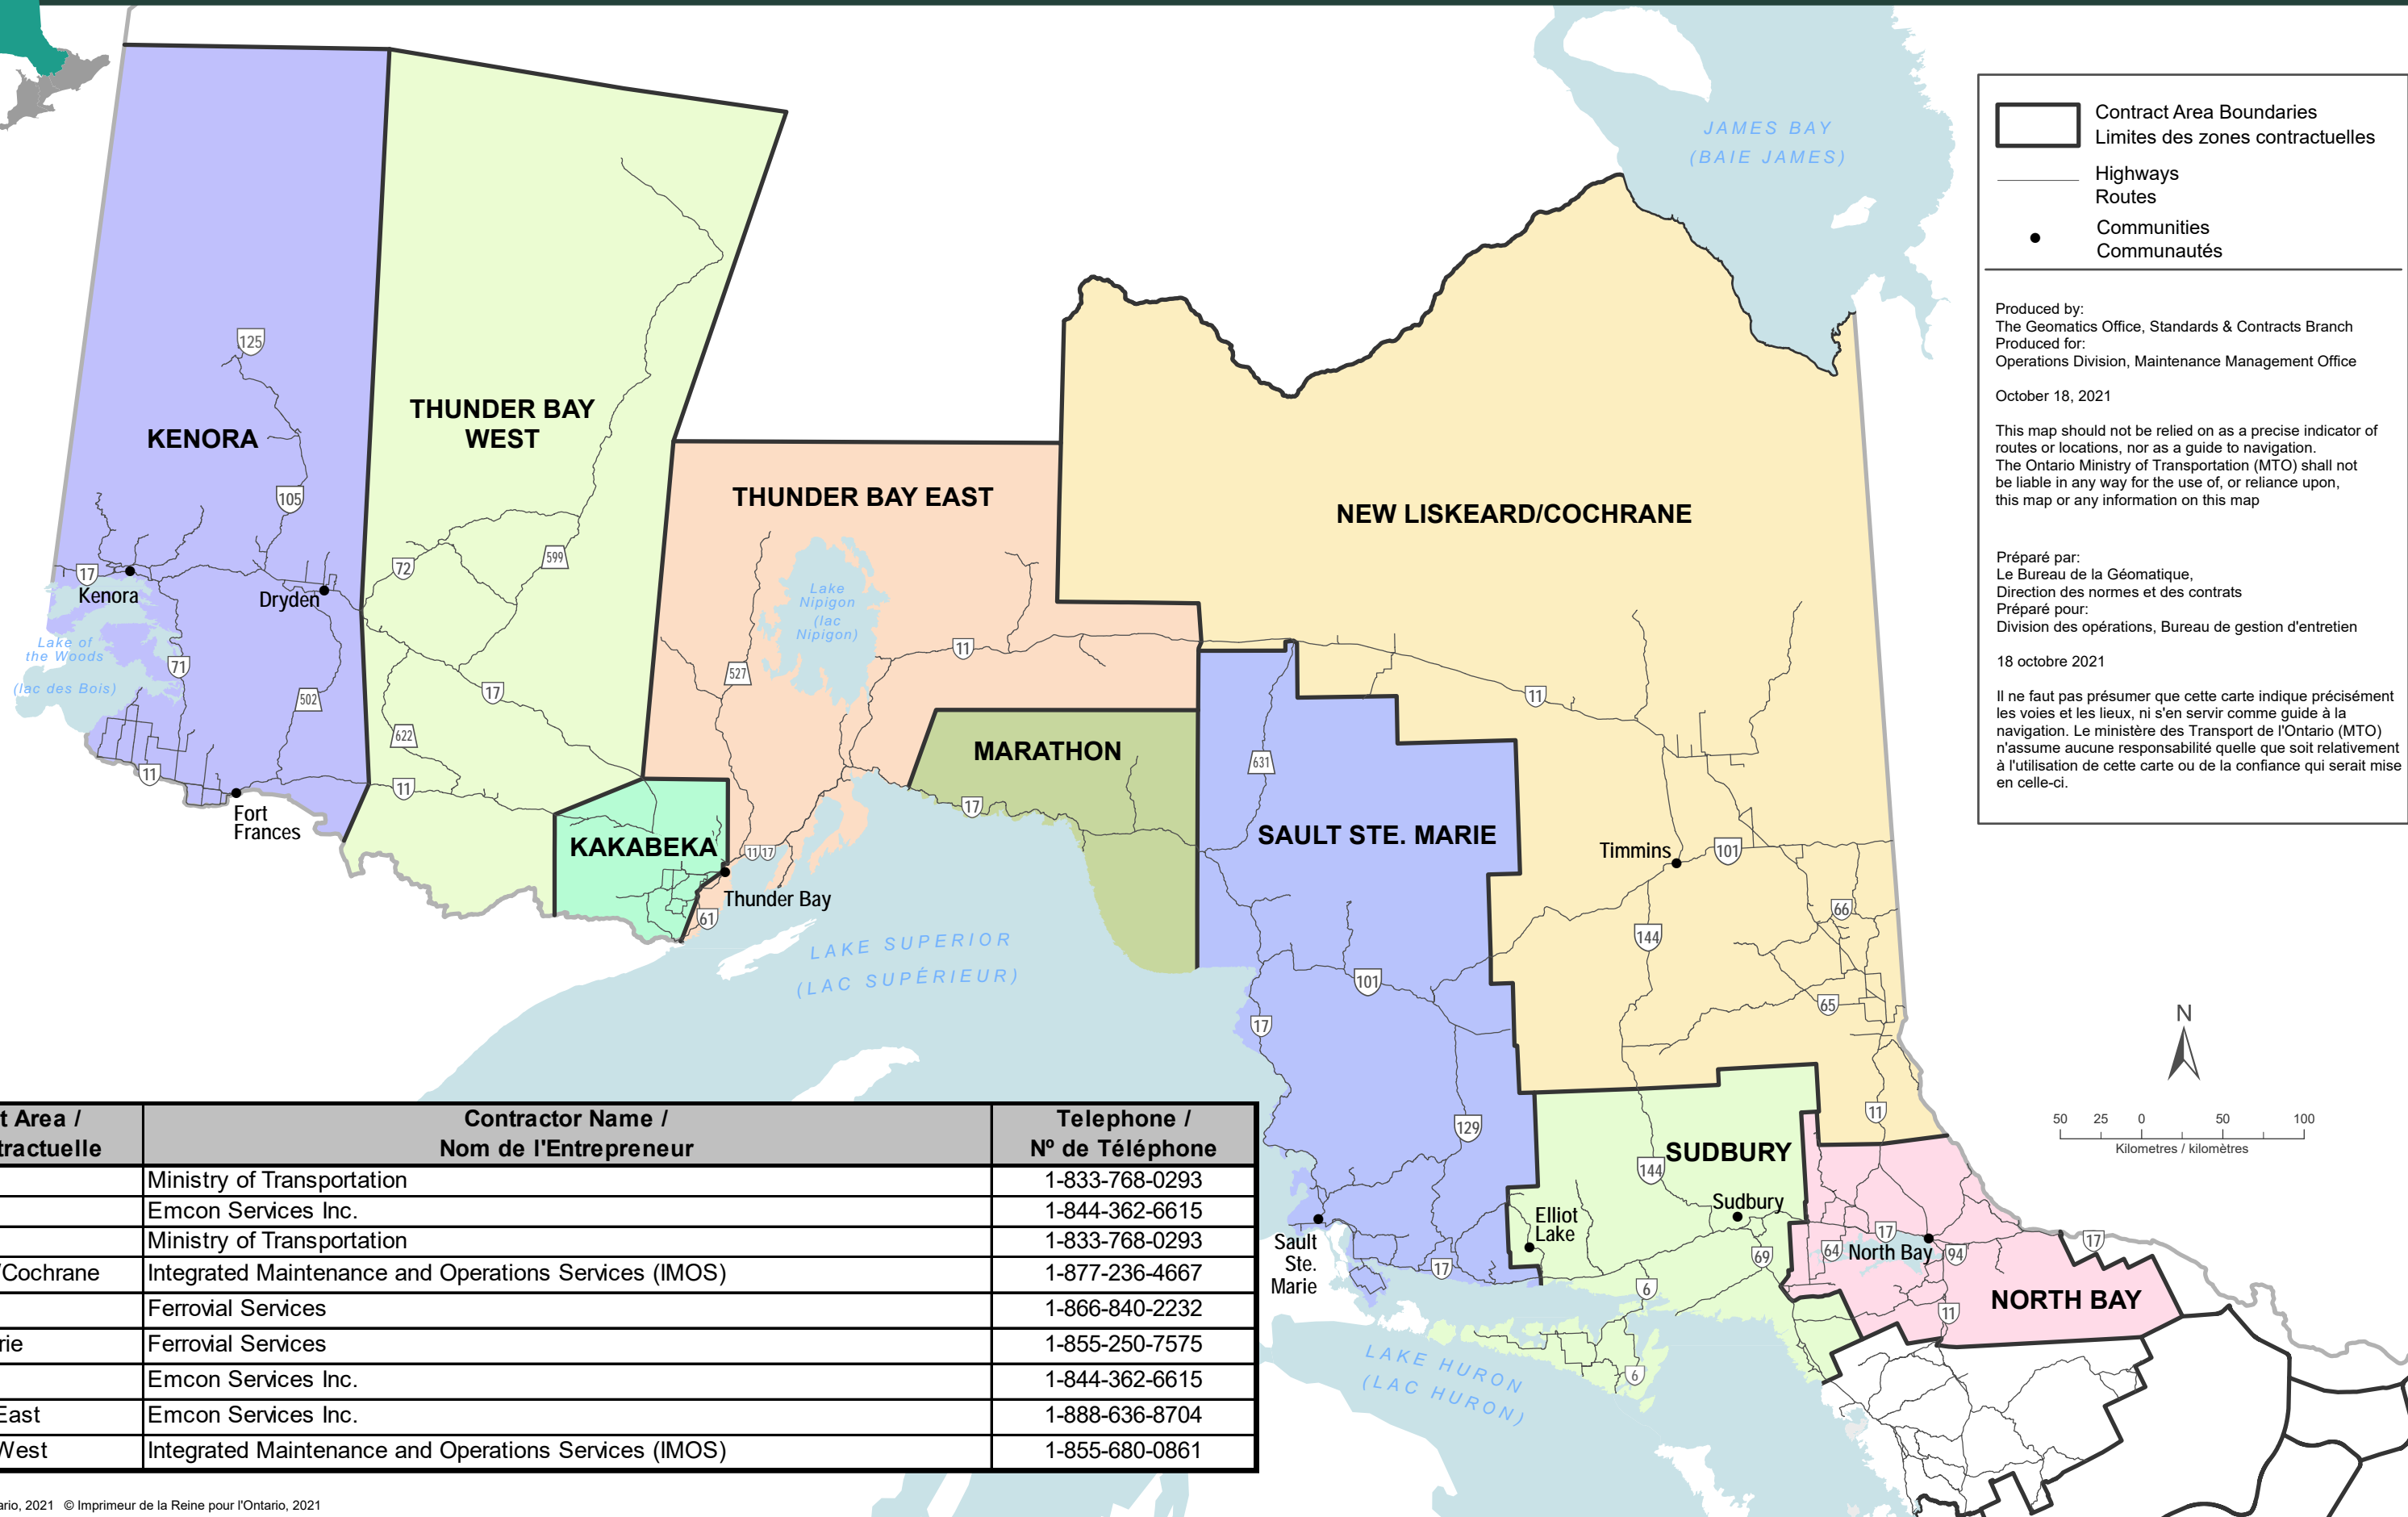 JAMES BAY
(BAIE JAMES)
Contract Area Boundaries
Limites des zones contractuelles
Highways
Routes
Communities
Communautés
Produced by:
The Geomatics Office, Standards & Contracts Branch
Produced for:
Operations Division, Maintenance Management Office
October 18, 2021
This map should not be relied on as a precise indicator of
routes or locations, nor as a guide to navigation.
The Ontario Ministry of Transportation (MTO) shall not
be liable in any way for the use of, or reliance upon,
this map or any information on this map
Préparé par:
Le Bureau de la Géomatique,
Direction des normes et des contrats
Préparé pour:
Division des opérations, Bureau de gestion d'entretien
18 octobre 2021
Il ne faut pas présumer que cette carte indique précisément
les voies et les lieux, ni s'en servir comme guide à la
navigation. Le ministère des Transport de l'Ontario (MTO)
n'assume aucune responsabilité quelle que soit relativement
à l'utilisation de cette carte ou de la confiance qui serait mise
en celle-ci.
125
KENORA
105
17
Kenora
Dryden
Lake of
the Woods
(lac des Bois)
71
502
11
Fort
Frances
THUNDER BAY
WEST
599
72
17
622
11
THUNDER BAY EAST
Lake
Nipigon
(lac
Nipigon)
11
527
11 17
61
KAKABEKA
Thunder Bay
MARATHON
17
LAKE SUPERIOR
(LAC SUPÉRIEUR)
NEW LISKEARD/COCHRANE
11
Timmins
101
66
144
65
11
SAULT STE. MARIE
631
101
17
129
17
Sault
Ste.
Marie
SUDBURY
144
Sudbury
Elliot
Lake
69
6
6
LAKE HURON
(LAC HURON)
17
64
North Bay
94
17
11
NORTH BAY
N
50 25 0 50 100
Kilometres / kilomètres
t Area / Contractor Name / Telephone /
tractuelle Nom de l'Entrepreneur Nº de Téléphone
Ministry of Transportation 1-833-768-0293
Emcon Services Inc. 1-844-362-6615
Ministry of Transportation 1-833-768-0293
/Cochrane Integrated Maintenance and Operations Services (IMOS) 1-877-236-4667
Ferrovial Services 1-866-840-2232
rie Ferrovial Services 1-855-250-7575
Emcon Services Inc. 1-844-362-6615
East Emcon Services Inc. 1-888-636-8704
West Integrated Maintenance and Operations Services (IMOS) 1-855-680-0861
ario, 2021 © Imprimeur de la Reine pour l'Ontario, 2021